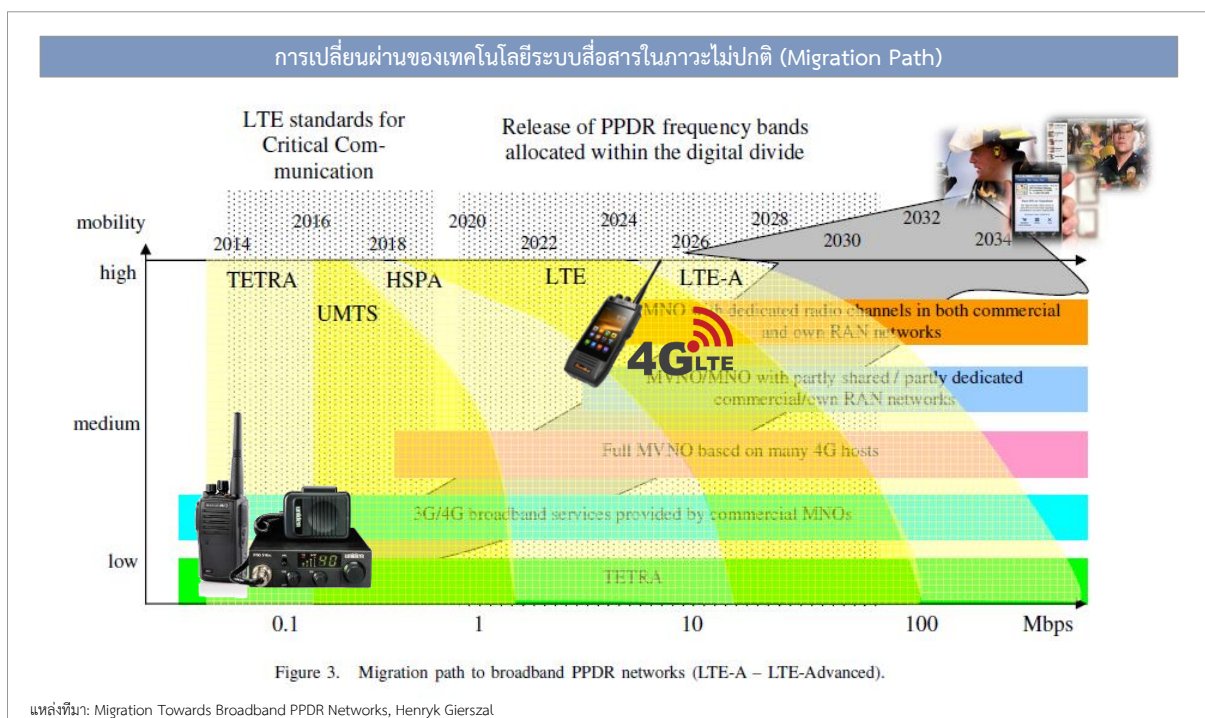 การเปลี่ยนผ่านของเทคโนโลยีระบบสื่อสารในภาวะไม่ปกติ (Migration Path)
LTE standards for
Critical Com-
munication
Release of PPDR frequency bands
allocated within the digital divide
mobility
2014
2016
2018
2020
2022
2024
2026
2028
2030
2032
2034
high
TETRA
UMTS
HSPA
LTE
LTE-A
4G LTE
MNO with dedicated radio channels in both commercial
and own RAN networks
MVNO/MNO with partly shared / partly dedicated
commercial/own RAN networks
medium
Full MVNO based on many 4G hosts
3G/4G broadband services provided by commercial MNOs
low
TETRA
uniden
40
0.1
1
10
100
Mbps
Figure 3. Migration path to broadband PPDR networks (LTE-A – LTE-Advanced).
แหล่งที่มา: Migration Towards Broadband PPDR Networks, Henryk Gierszal